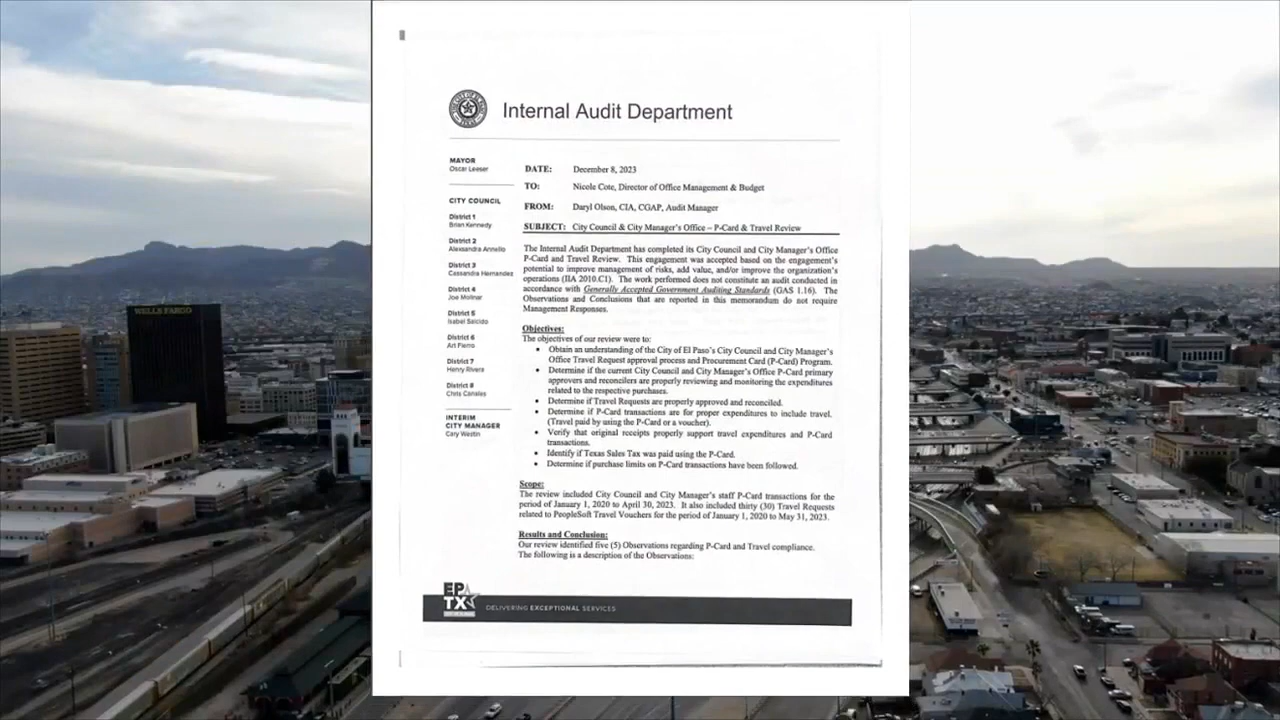 WELLS FARGO
Internal Audit Department
MAYOR
Oscar Leeser
CITY COUNCIL
District 1
Brian Kennedy
District 2
Alexsandra Annello
District 3
Cassandra Hernandez
District 4
Joe Molinar
District 5
Isabel Salcido
District 6
Art Fierro
District 7
Henry Rivera
District 8
Chris Canales
INTERIM
CITY MANAGER
Cary Westin
DATE: December 8, 2023
TO: Nicole Cote, Director of Office Management & Budget
FROM: Daryl Olson, CIA, CGAP, Audit Manager
SUBJECT: City Council & City Manager's Office – P-Card & Travel Review
The Internal Audit Department has completed its City Council and City Manager's Office
P-Card and Travel Review. This engagement was accepted based on the engagement's
potential to improve management of risks, add value, and/or improve the organization's
operations (IIA 2010.C1). The work performed does not constitute an audit conducted in
accordance with Generally Accepted Government Auditing Standards (GAS 1.16). The
Observations and Conclusions that are reported in this memorandum do not require
Management Responses.
Objectives:
The objectives of our review were to:
• Obtain an understanding of the City of El Paso's City Council and City Manager's
Office Travel Request approval process and Procurement Card (P-Card) Program.
• Determine if the current City Council and City Manager's Office P-Card primary
approvers and reconcilers are properly reviewing and monitoring the expenditures
related to the respective purchases.
• Determine if Travel Requests are properly approved and reconciled.
• Determine if P-Card transactions are for proper expenditures to include travel.
(Travel paid by using the P-Card or a voucher).
• Verify that original receipts properly support travel expenditures and P-Card
transactions.
• Identify if Texas Sales Tax was paid using the P-Card.
• Determine if purchase limits on P-Card transactions have been followed.
Scope:
The review included City Council and City Manager's staff P-Card transactions for the
period of January 1, 2020 to April 30, 2023. It also included thirty (30) Travel Requests
related to PeopleSoft Travel Vouchers for the period of January 1, 2020 to May 31, 2023.
Results and Conclusion:
Our review identified five (5) Observations regarding P-Card and Travel compliance.
The following is a description of the Observations:
EP
TX
DELIVERING EXCEPTIONAL SERVICES